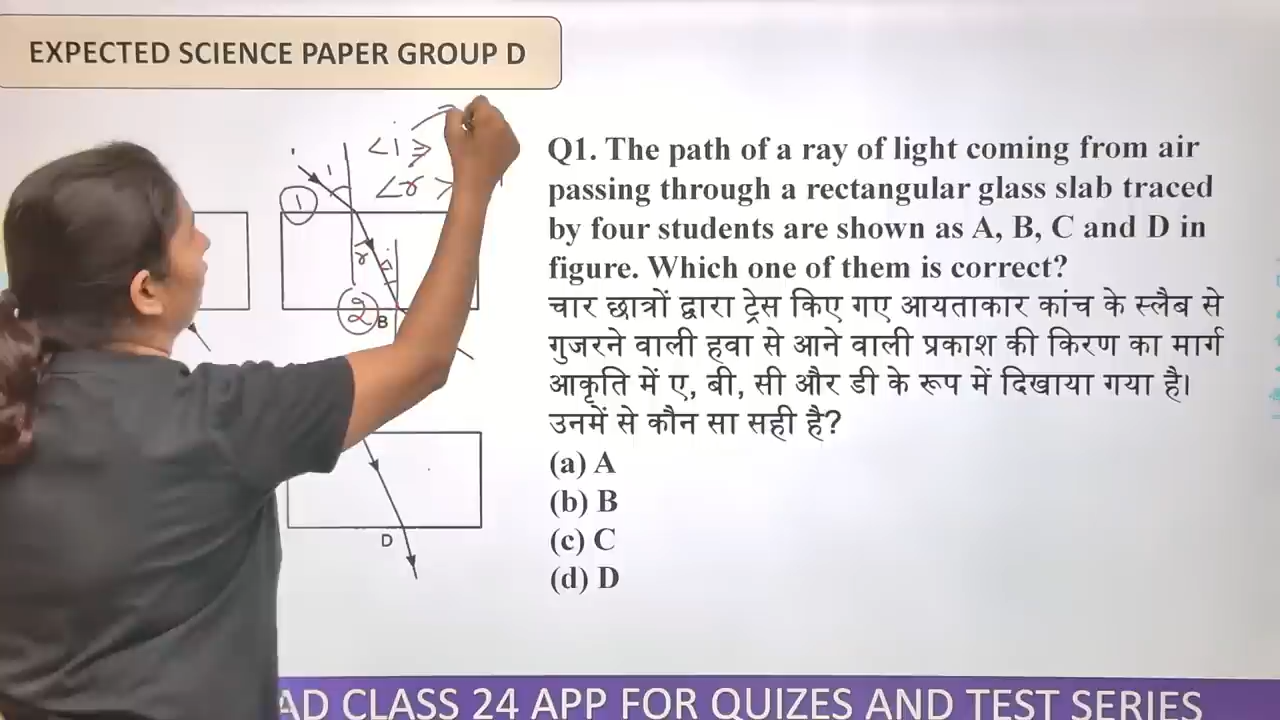 EXPECTED SCIENCE PAPER GROUP D
<i >
<r >
1
i
r
i
2
B
D
Q1. The path of a ray of light coming from air
passing through a rectangular glass slab traced
by four students are shown as A, B, C and D in
figure. Which one of them is correct?
चार छात्रों द्वारा ट्रेस किए गए आयताकार कांच के स्लैब से
गुजरने वाली हवा से आने वाली प्रकाश की किरण का मार्ग
आकृति में ए, बी, सी और डी के रूप में दिखाया गया है।
उनमें से कौन सा सही है?
(a) A
(b) B
(c) C
(d) D
AD CLASS 24 APP FOR QUIZES AND TEST SERIES